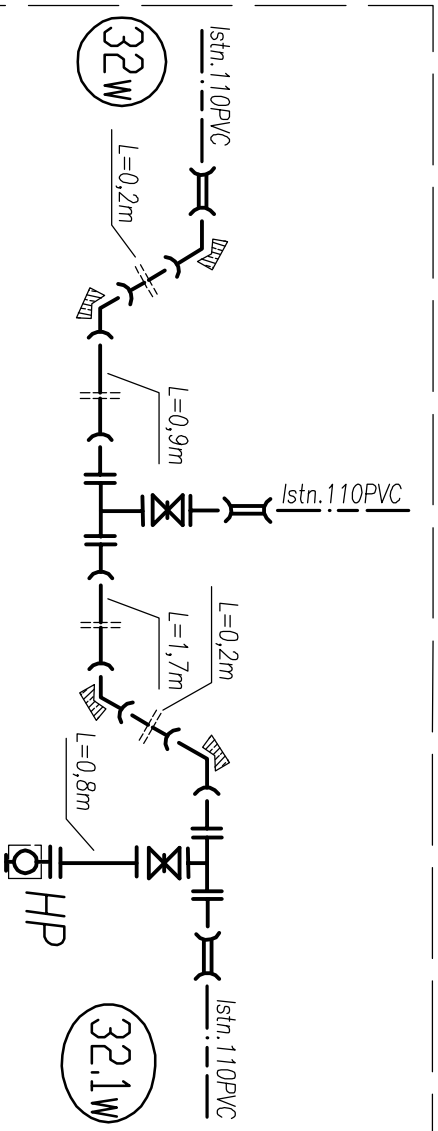 32w
Istn.110PVC
L=0,2m
L=0,9m
Istn.110PVC
L=1,7m
L=0,2m
L=0,8m
HP
Istn.110PVC
32.1w